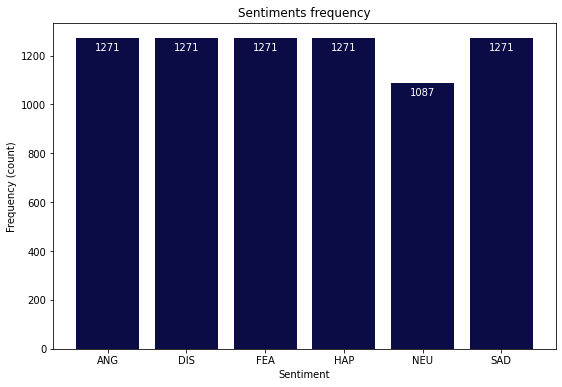 Sentiments frequency
1200
1000
800
600
400
200
0
Frequency (count)
1271
1271
1271
1271
1087
1271
ANG
DIS
FEA
HAP
NEU
SAD
Sentiment